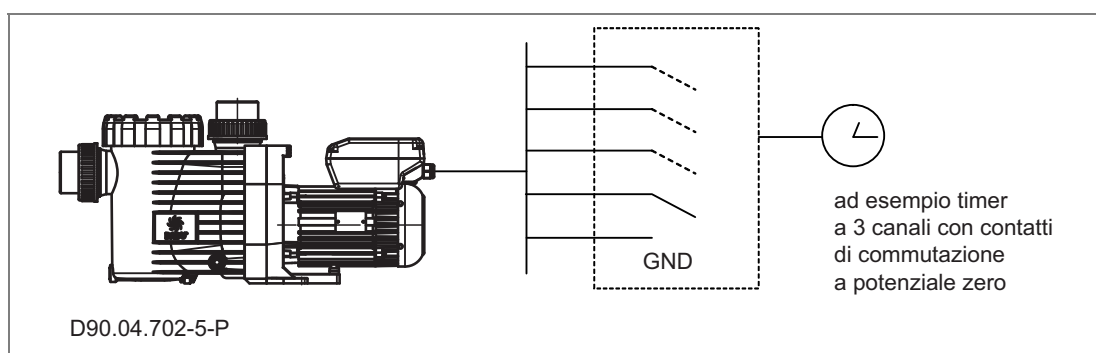 GND
ad esempio timer
a 3 canali con contatti
di commutazione
a potenziale zero
D90.04.702-5-P